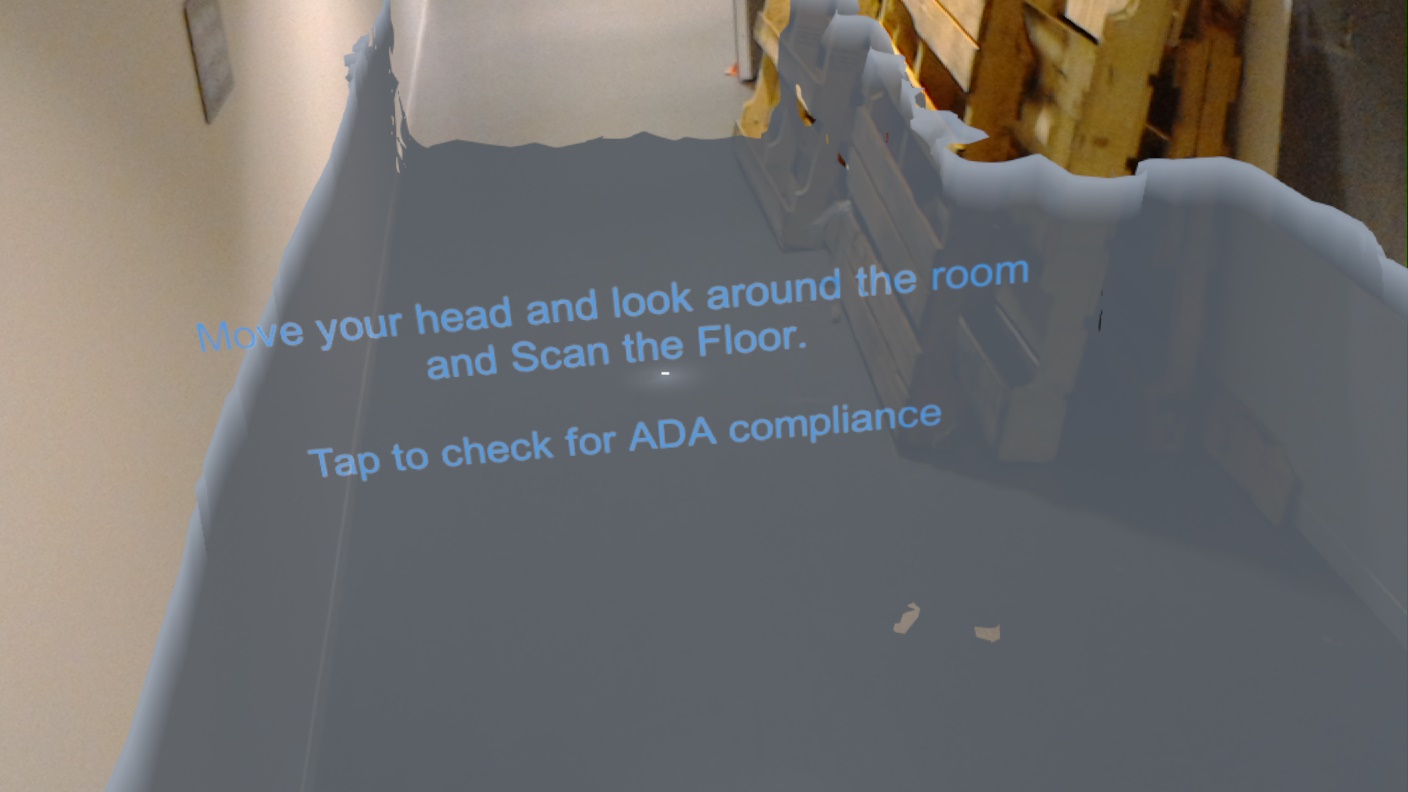 Move your head and look around the room
and Scan the Floor.
Tap to check for ADA compliance